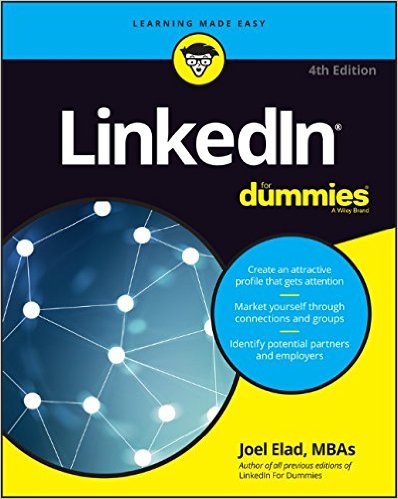 LEARNING MADE EASY
4th Edition
LinkedIn®
for
dummies®
A Wiley Brand
Create an attractive
profile that gets attention
Market yourself through
connections and groups
Identify potential partners
and employers
Joel Elad, MBAs
Author of all previous editions of
LinkedIn For Dummies